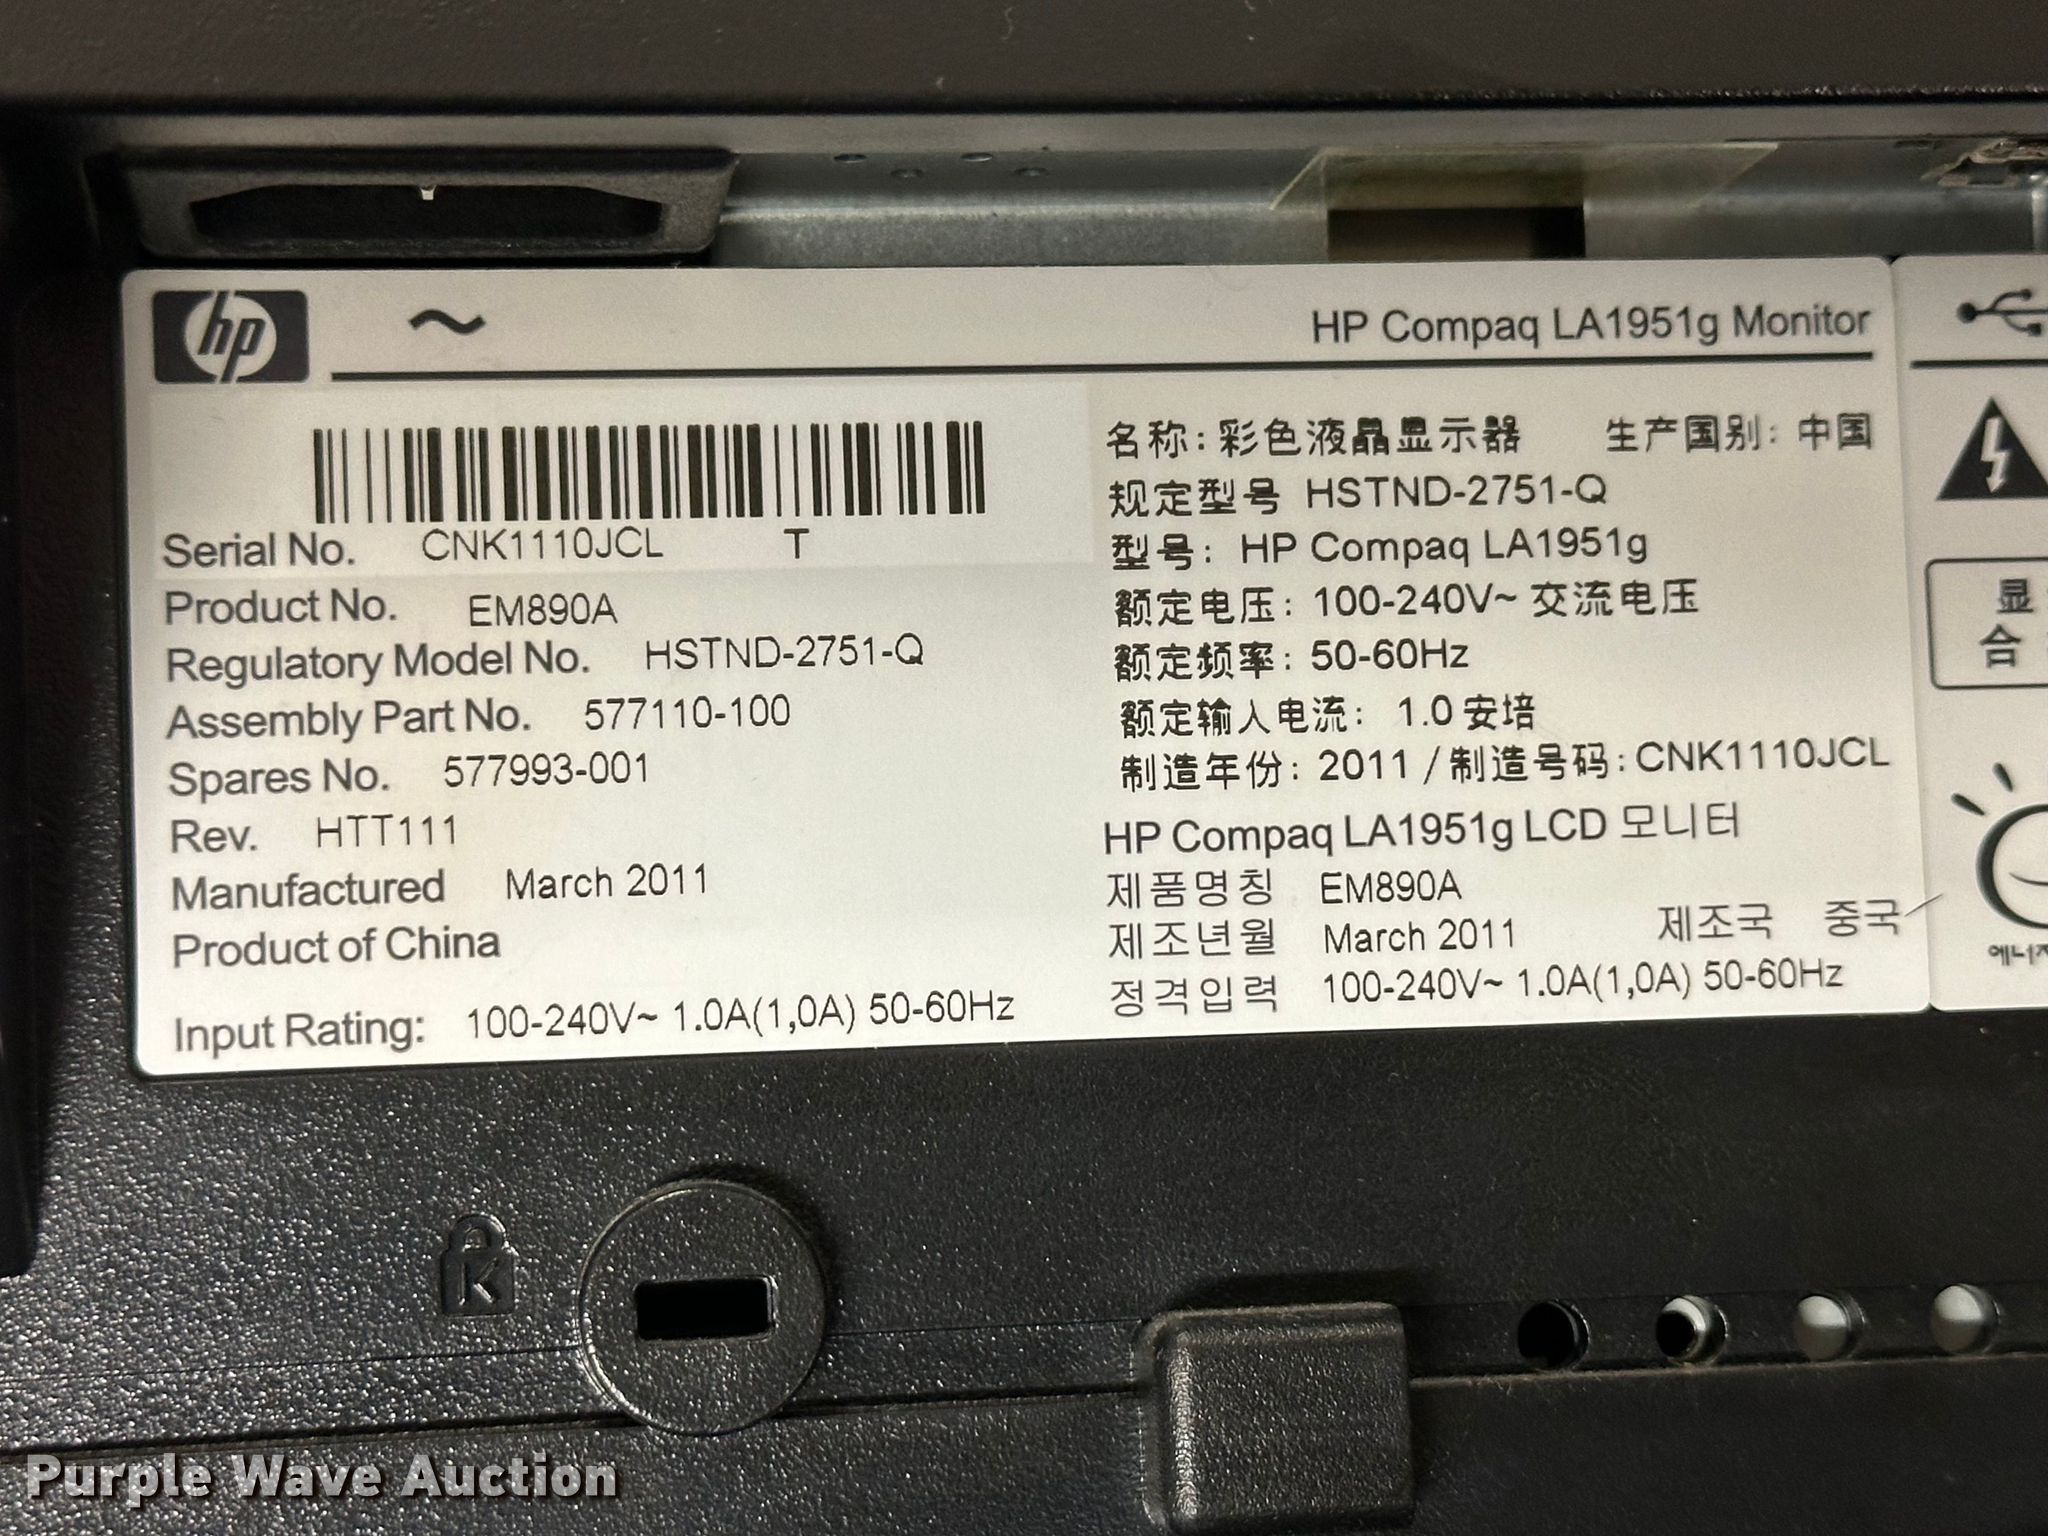 hp
~
HP Compaq LA1951g Monitor
Serial No. CNK1110JCL T
Product No. EM890A
Regulatory Model No. HSTND-2751-Q
Assembly Part No. 577110-100
Spares No. 577993-001
Rev. HTT111
Manufactured March 2011
Product of China
Input Rating: 100-240V~ 1.0A(1,0A) 50-60Hz
名称: 彩色液晶显示器 生产国别: 中国
规定型号 HSTND-2751-Q
型号: HP Compaq LA1951g
额定电压: 100-240V~ 交流电压
额定频率: 50-60Hz
额定输入电流: 1.0 安培
制造年份: 2011 / 制造号码: CNK1110JCL
HP Compaq LA1951g LCD 모니터
제품명칭 EM890A
제조년월 March 2011 제조국 중국
정격입력 100-240V~ 1.0A(1,0A) 50-60Hz
显
合
K
Purple Wave Auction